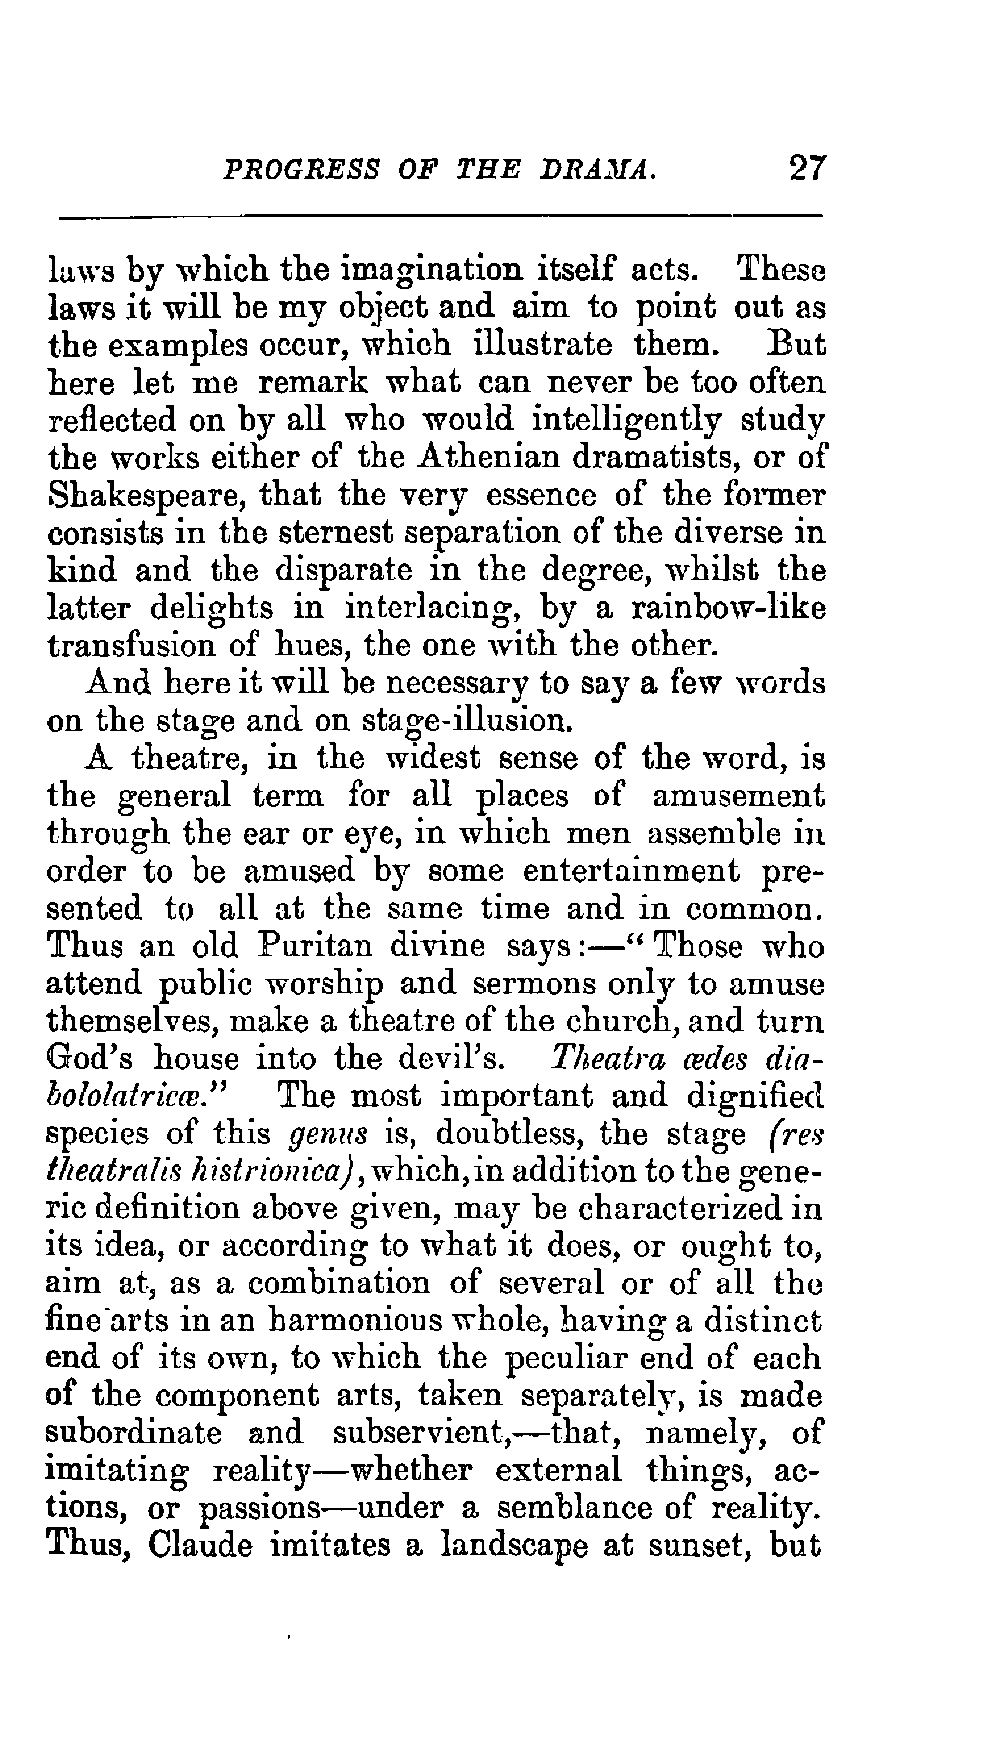 PROGRESS OF THE DRAMA. 27
laws by which the imagination itself acts. These
laws it will be my object and aim to point out as
the examples occur, which illustrate them. But
here let me remark what can never be too often
reflected on by all who would intelligently study
the works either of the Athenian dramatists, or of
Shakespeare, that the very essence of the former
consists in the sternest separation of the diverse in
kind and the disparate in the degree, whilst the
latter delights in interlacing, by a rainbow-like
transfusion of hues, the one with the other.
And here it will be necessary to say a few words
on the stage and on stage-illusion.
A theatre, in the widest sense of the word, is
the general term for all places of amusement
through the ear or eye, in which men assemble in
order to be amused by some entertainment pre-
sented to all at the same time and in common.
Thus an old Puritan divine says:—“Those who
attend public worship and sermons only to amuse
themselves, make a theatre of the church, and turn
God's house into the devil's. Theatra ædes dia-
bololatricæ." The most important and dignified
species of this genus is, doubtless, the stage (res
theatralis histrionica), which, in addition to the gene-
ric definition above given, may be characterized in
its idea, or according to what it does, or ought to,
aim at, as a combination of several or of all the
fine arts in an harmonious whole, having a distinct
end of its own, to which the peculiar end of each
of the component arts, taken separately, is made
subordinate and subservient,—that, namely, of
imitating reality—whether external things, ac-
tions, or passions—under a semblance of reality.
Thus, Claude imitates a landscape at sunset, but